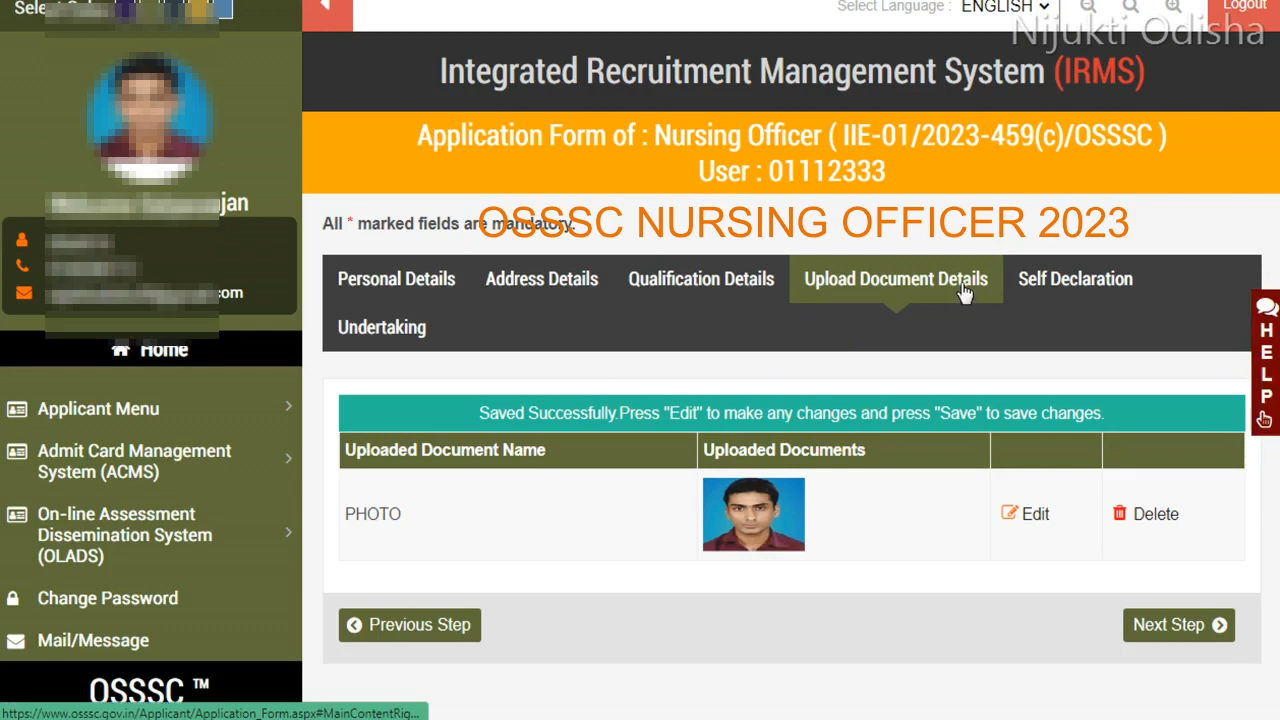 Select Language : ENGLISH
Logout
Nijukti Odisha
Integrated Recruitment Management System (IRMS)
Application Form of : Nursing Officer ( IIE-01/2023-459(c)/OSSSC )
User : 01112333
All * marked fields are mandatory.
OSSSC NURSING OFFICER 2023
Personal Details
Address Details
Qualification Details
Upload Document Details
Self Declaration
Undertaking
com
Home
Applicant Menu
Admit Card Management
System (ACMS)
On-line Assessment
Dissemination System
(OLADS)
Change Password
Mail/Message
OSSSC ™
Saved Successfully.Press "Edit" to make any changes and press "Save" to save changes.
Uploaded Document Name
Uploaded Documents
PHOTO
Edit
Delete
Previous Step
Next Step
HELP
https://www.osssc.gov.in/Applicant/Application_Form.aspx#MainContentRig...